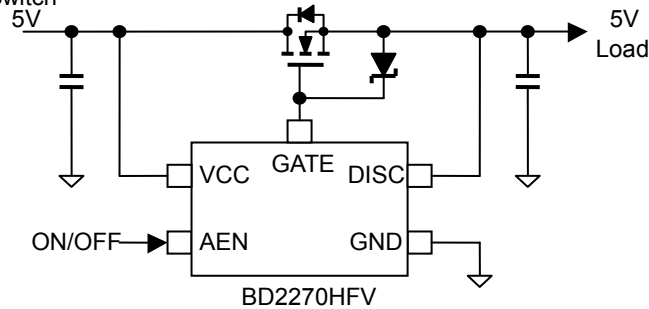 5V
5V
Load
GATE
VCC
DISC
ON/OFF
AEN
GND
BD2270HFV